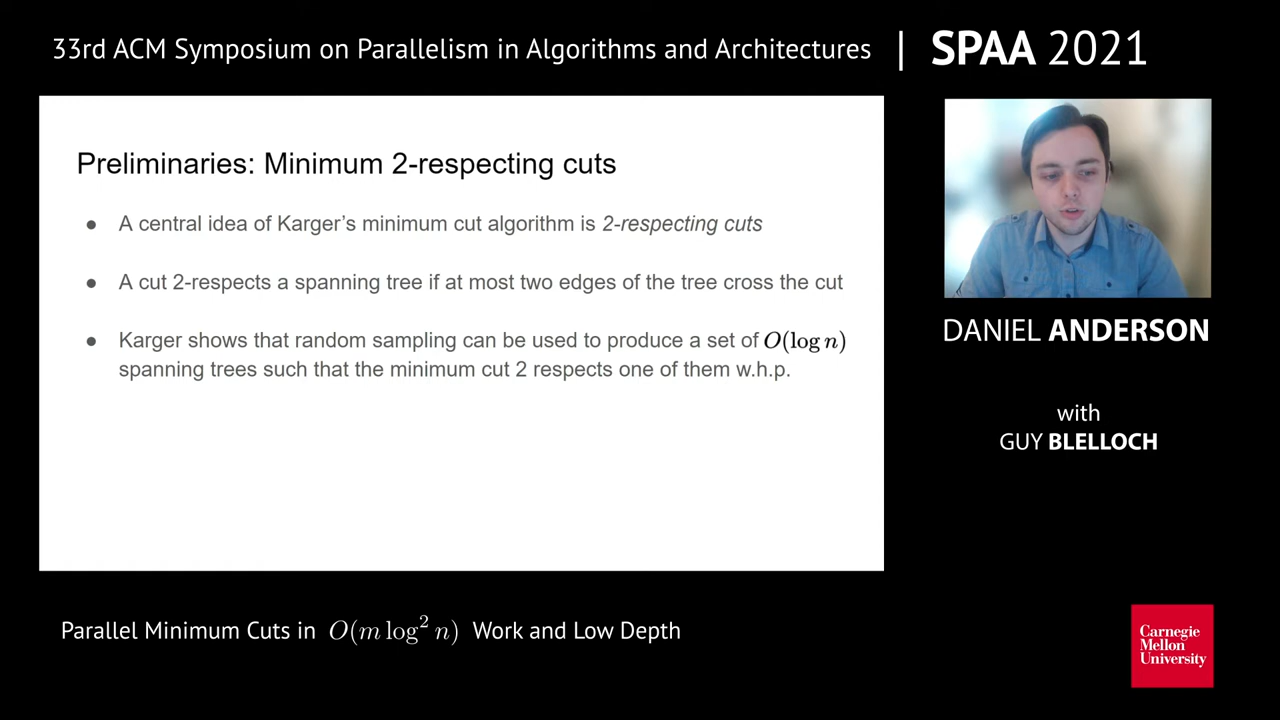 33rd ACM Symposium on Parallelism in Algorithms and Architectures | SPAA 2021
Preliminaries: Minimum 2-respecting cuts
● A central idea of Karger's minimum cut algorithm is 2-respecting cuts
● A cut 2-respects a spanning tree if at most two edges of the tree cross the cut
● Karger shows that random sampling can be used to produce a set of O(log n)
spanning trees such that the minimum cut 2 respects one of them w.h.p.
DANIEL ANDERSON
with
GUY BLELLOCH
Parallel Minimum Cuts in O(m log² n) Work and Low Depth
Carnegie
Mellon
University